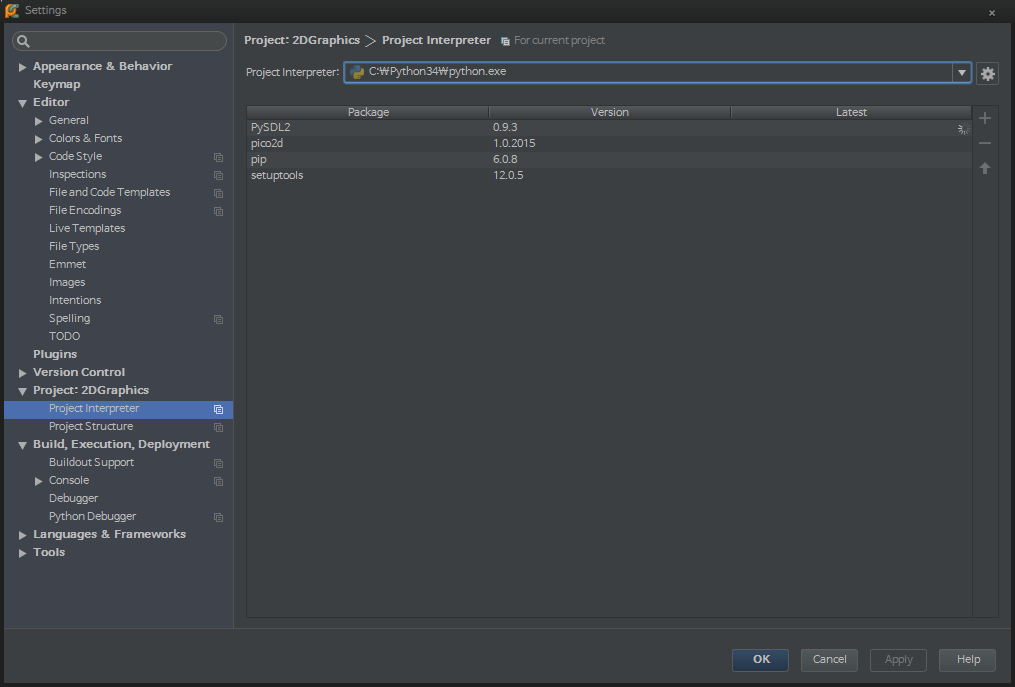 Settings
Project: 2DGraphics > Project Interpreter For current project
Project Interpreter: C:₩Python34₩python.exe
Appearance & Behavior
Keymap
Editor
General
Colors & Fonts
Code Style
Inspections
File and Code Templates
File Encodings
Live Templates
File Types
Emmet
Images
Intentions
Spelling
TODO
Plugins
Version Control
Project: 2DGraphics
Project Interpreter
Project Structure
Build, Execution, Deployment
Buildout Support
Console
Debugger
Python Debugger
Languages & Frameworks
Tools
Package Version Latest
PySDL2 0.9.3
pico2d 1.0.2015
pip 6.0.8
setuptools 12.0.5
OK Cancel Apply Help